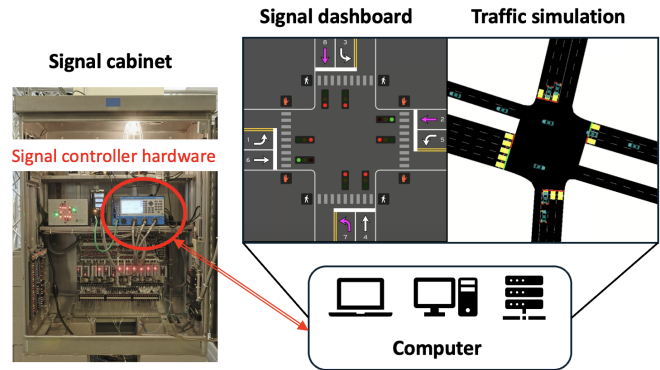 Signal dashboard
Traffic simulation
Signal cabinet
Signal controller hardware
8 3
2
5
1
6
7 4
Computer